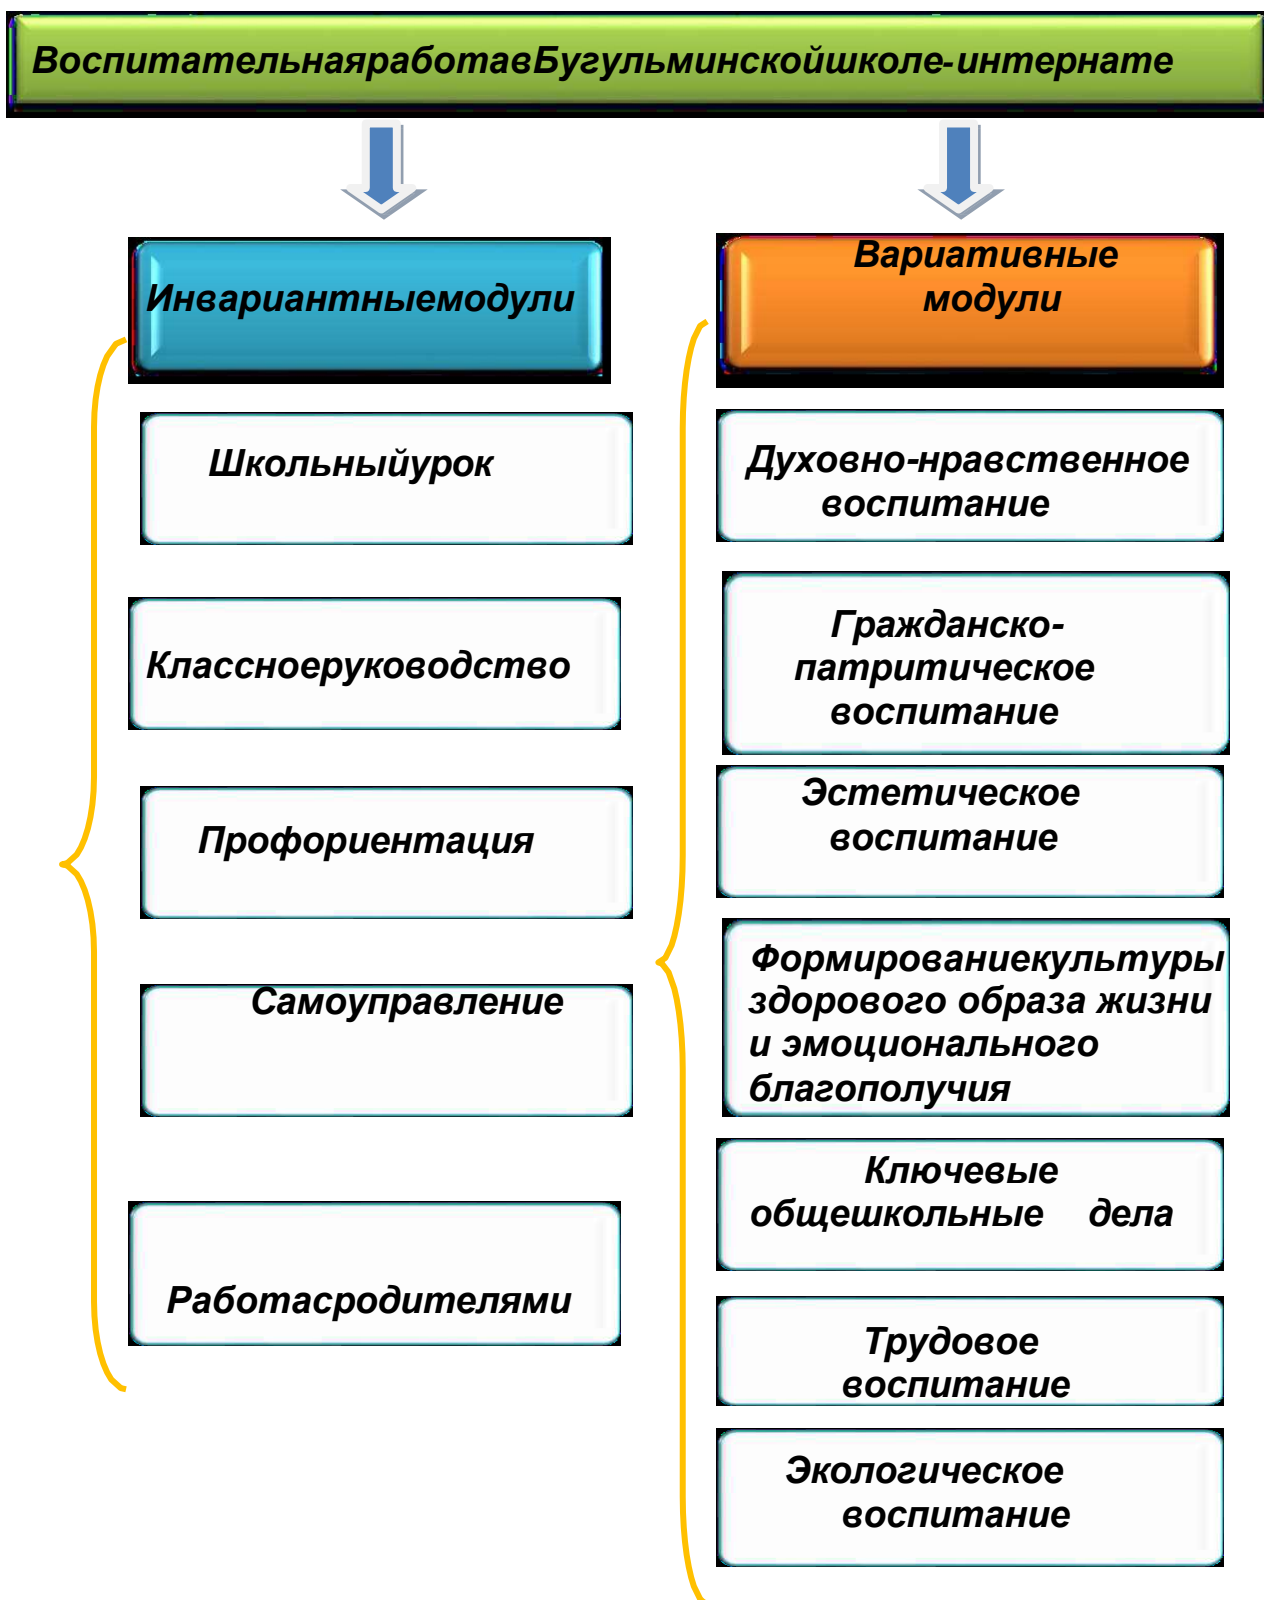 ВоспитательнаяработавБугульминскойшколе-интернате
Инвариантныемодули
Школьныйурок
Классноеруководство
Профориентация
Самоуправление
Работасродителями
Вариативные
модули
Духовно-нравственное
воспитание
Гражданско-
патритическое
воспитание
Эстетическое
воспитание
Формированиекультуры
здорового образа жизни
и эмоционального
благополучия
Ключевые
общешкольные дела
Трудовое
воспитание
Экологическое
воспитание